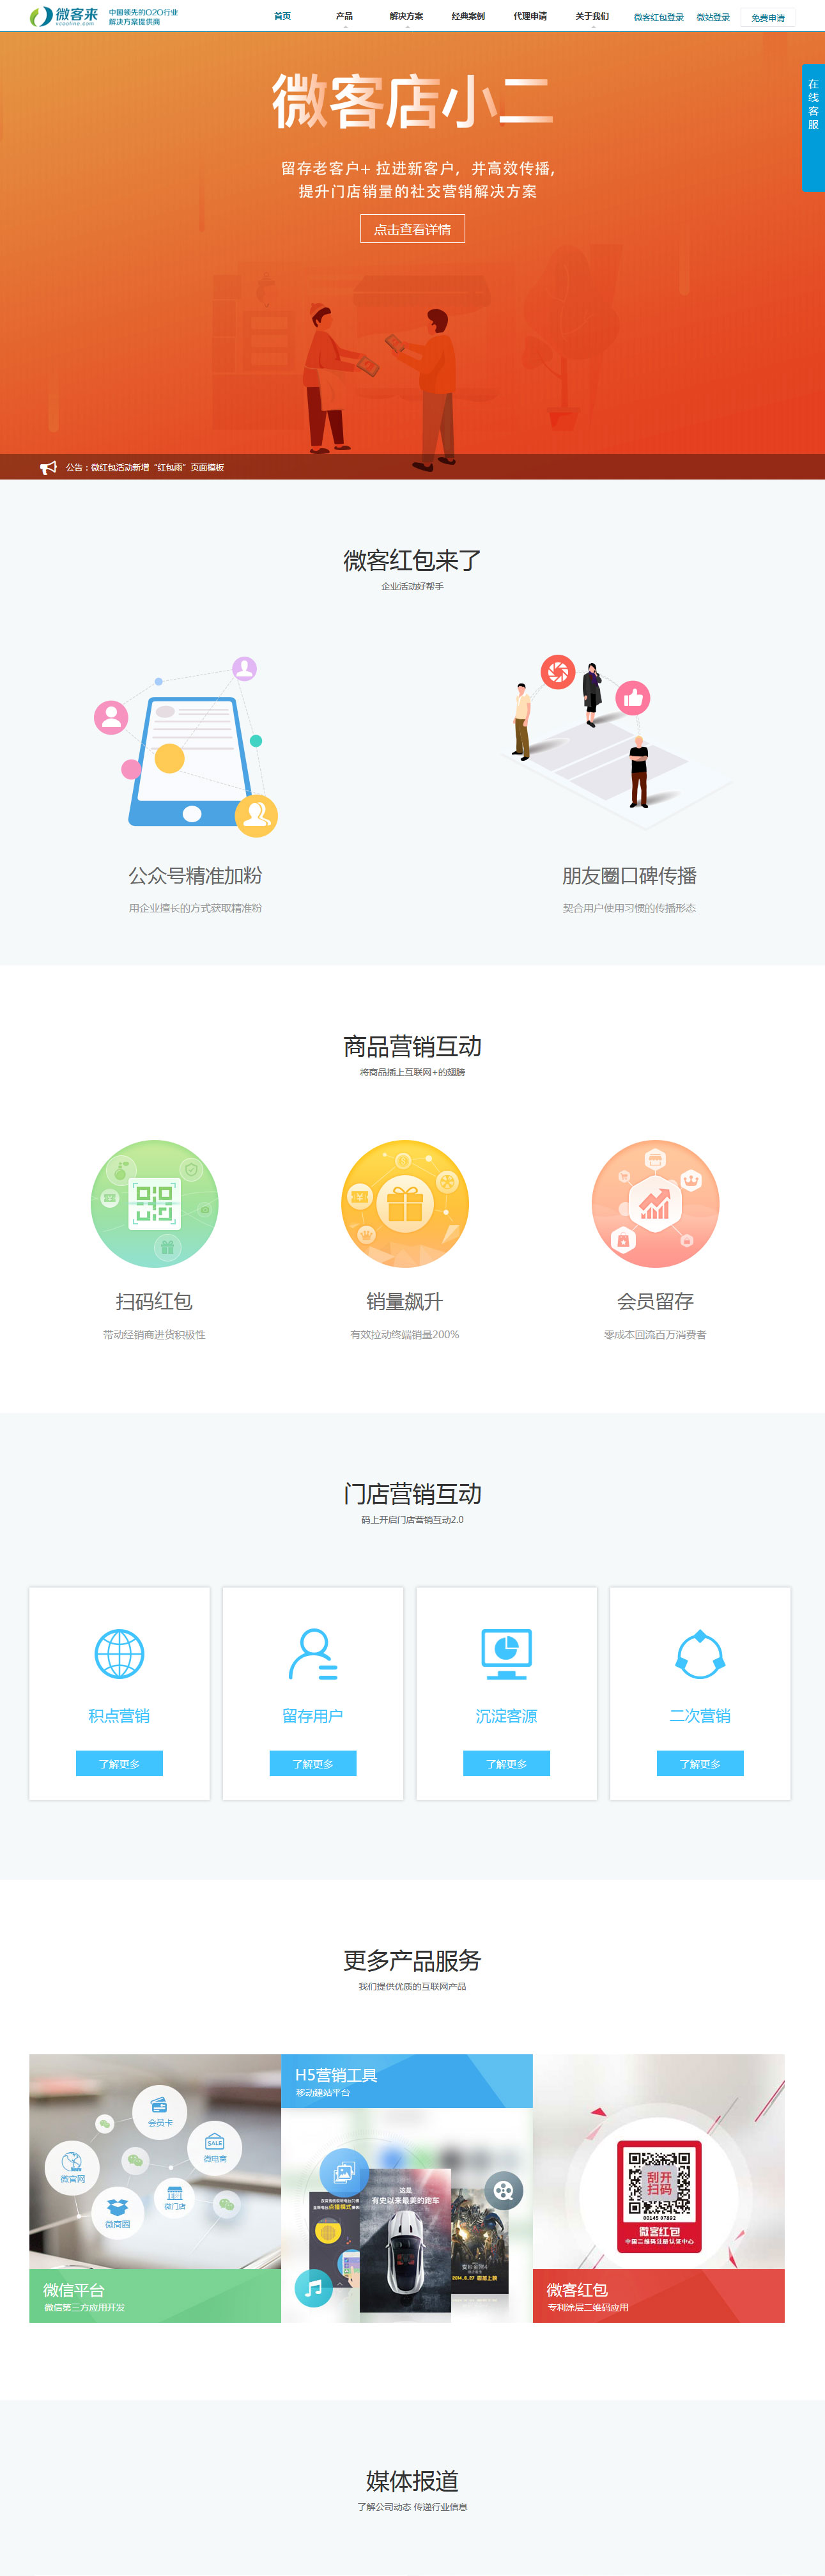 微客来
vcooline.com
中国领先的O2O行业
解决方案提供商
首页
产品
解决方案
经典案例
代理申请
关于我们
微客红包登录
微站登录
免费申请
在线客服
微客店小二
留存老客户+ 拉进新客户，并高效传播，
提升门店销量的社交营销解决方案
点击查看详情
公告：微红包活动新增“红包雨”页面模板
微客红包来了
企业活动好帮手
公众号精准加粉
用企业擅长的方式获取精准粉
朋友圈口碑传播
契合用户使用习惯的传播形态
商品营销互动
将商品插上互联网+的翅膀
扫码红包
带动经销商进货积极性
销量飙升
有效拉动终端销量200%
会员留存
零成本回流百万消费者
门店营销互动
码上开启门店营销互动2.0
积点营销
了解更多
留存用户
了解更多
沉淀客源
了解更多
二次营销
了解更多
更多产品服务
我们提供优质的互联网产品
会员卡
SALE
微电商
微官网
微门店
微商圈
微信平台
微信第三方应用开发
H5营销工具
移动建站平台
这是
有史以来最美的跑车
点播模式
2014.6.27 震撼上映
刮开
扫码
00145 97892
微客红包
中国二维码注册认证中心
微客红包
专利涂层二维码应用
媒体报道
了解公司动态 传递行业信息